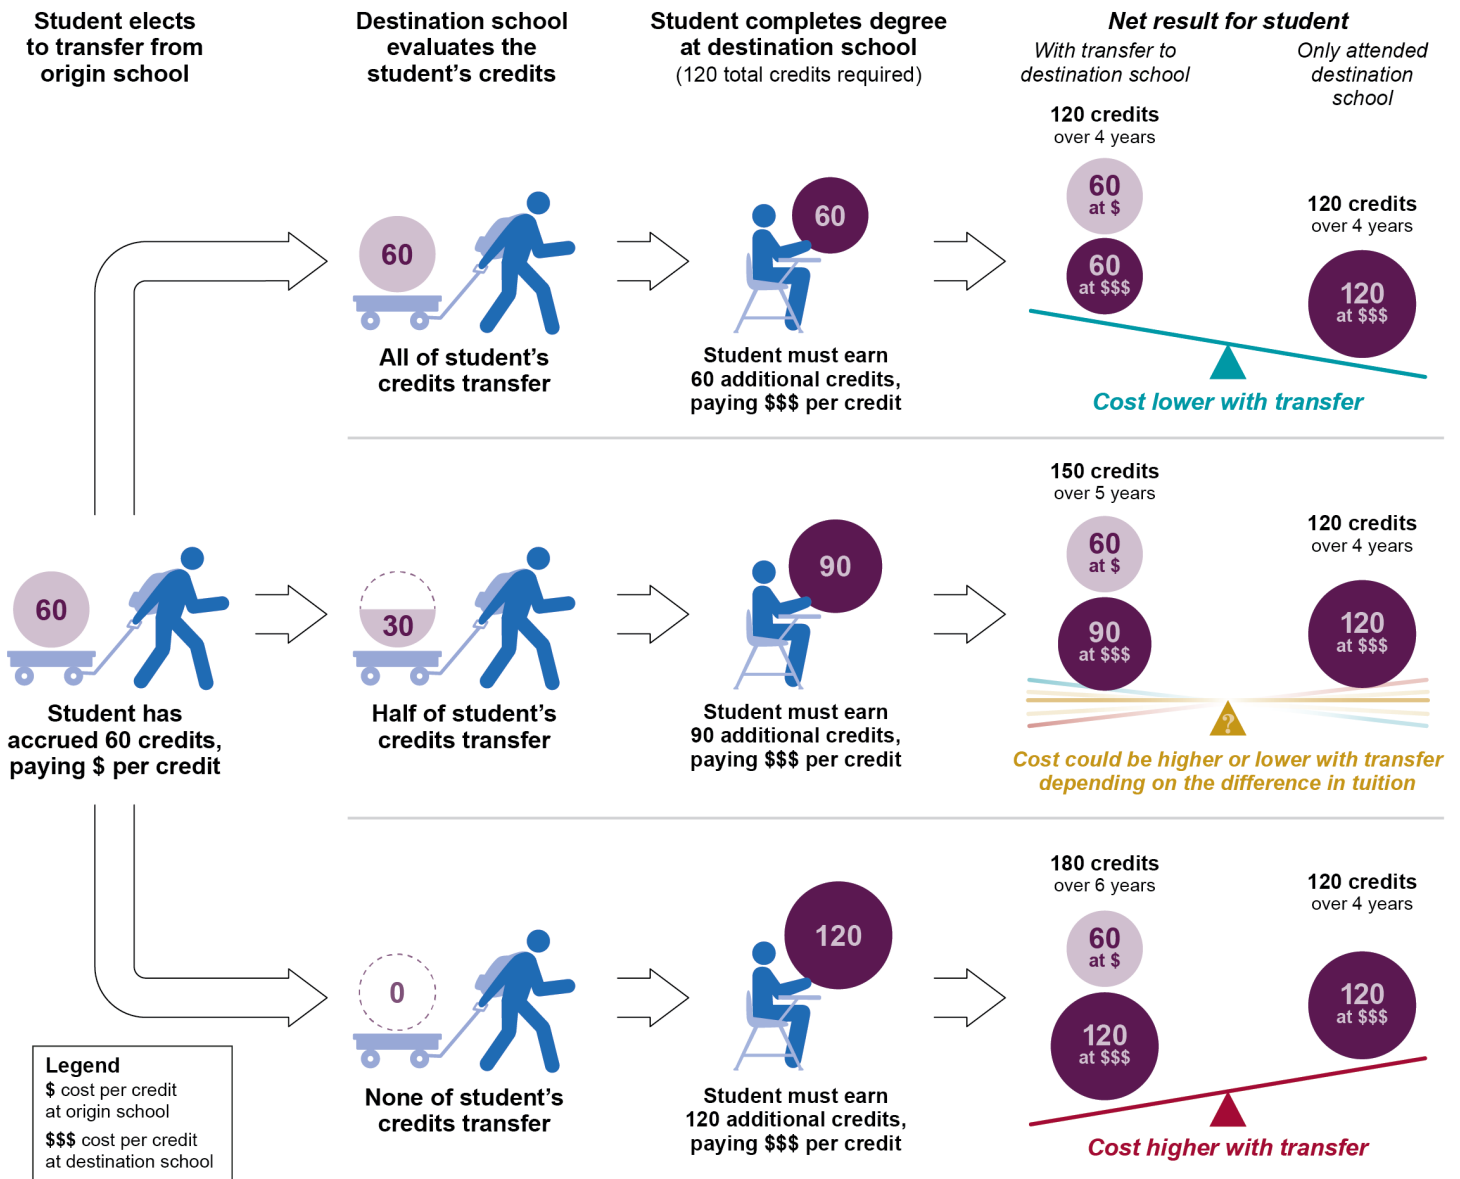 Student elects
to transfer from
origin school
Destination school
evaluates the
student’s credits
Student completes degree
at destination school
(120 total credits required)
Net result for student
With transfer to
destination school
Only attended
destination
school
60
All of student’s
credits transfer
60
Student must earn
60 additional credits,
paying $$$ per credit
120 credits
over 4 years
60
at $
60
at $$$
120 credits
over 4 years
120
at $$$
Cost lower with transfer
60
Student has
accrued 60 credits,
paying $ per credit
30
Half of student’s
credits transfer
90
Student must earn
90 additional credits,
paying $$$ per credit
150 credits
over 5 years
60
at $
90
at $$$
120 credits
over 4 years
120
at $$$
?
Cost could be higher or lower with transfer
depending on the difference in tuition
0
None of student’s
credits transfer
120
Student must earn
120 additional credits,
paying $$$ per credit
180 credits
over 6 years
60
at $
120
at $$$
120 credits
over 4 years
120
at $$$
Cost higher with transfer
Legend
$ cost per credit
at origin school
$$$ cost per credit
at destination school